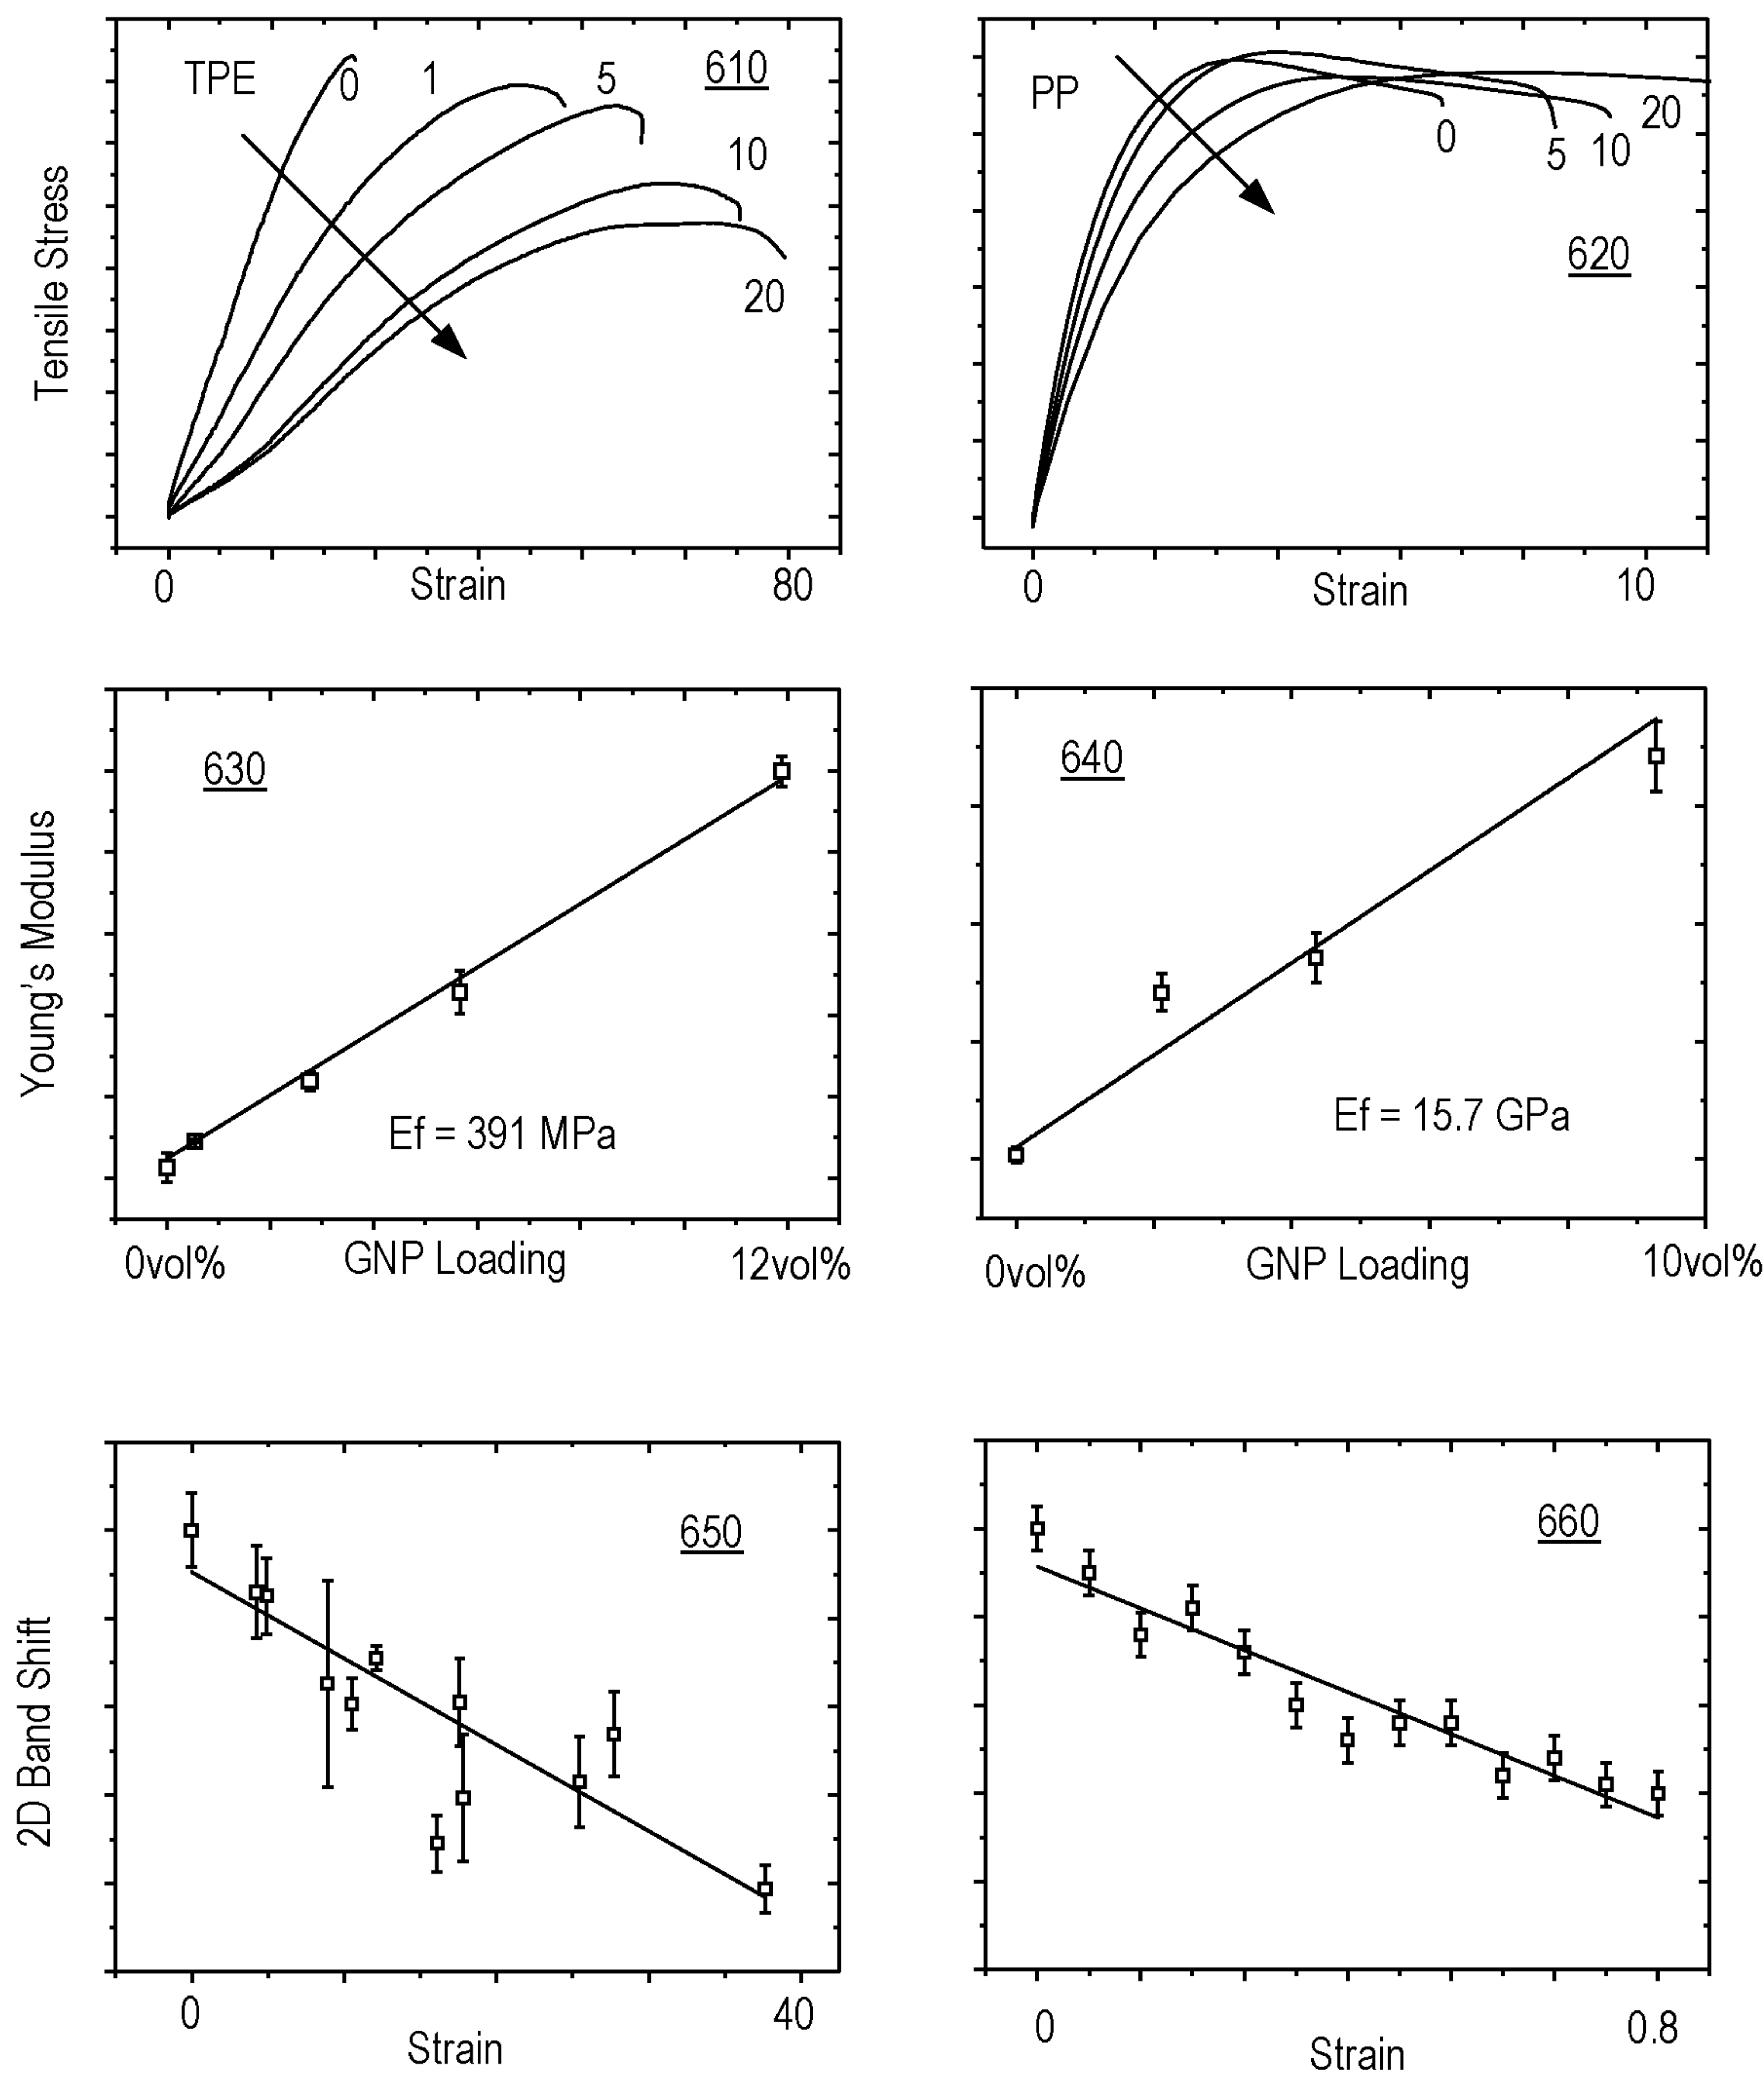 TPE 0 1 5 610
10
20
Tensile Stress
0 Strain 80
PP
0 5 10 20
620
0 Strain 10
630
Ef = 391 MPa
Young's Modulus
0vol% GNP Loading 12vol%
640
Ef = 15.7 GPa
0vol% GNP Loading 10vol%
650
2D Band Shift
0 40
Strain
660
0 0.8
Strain